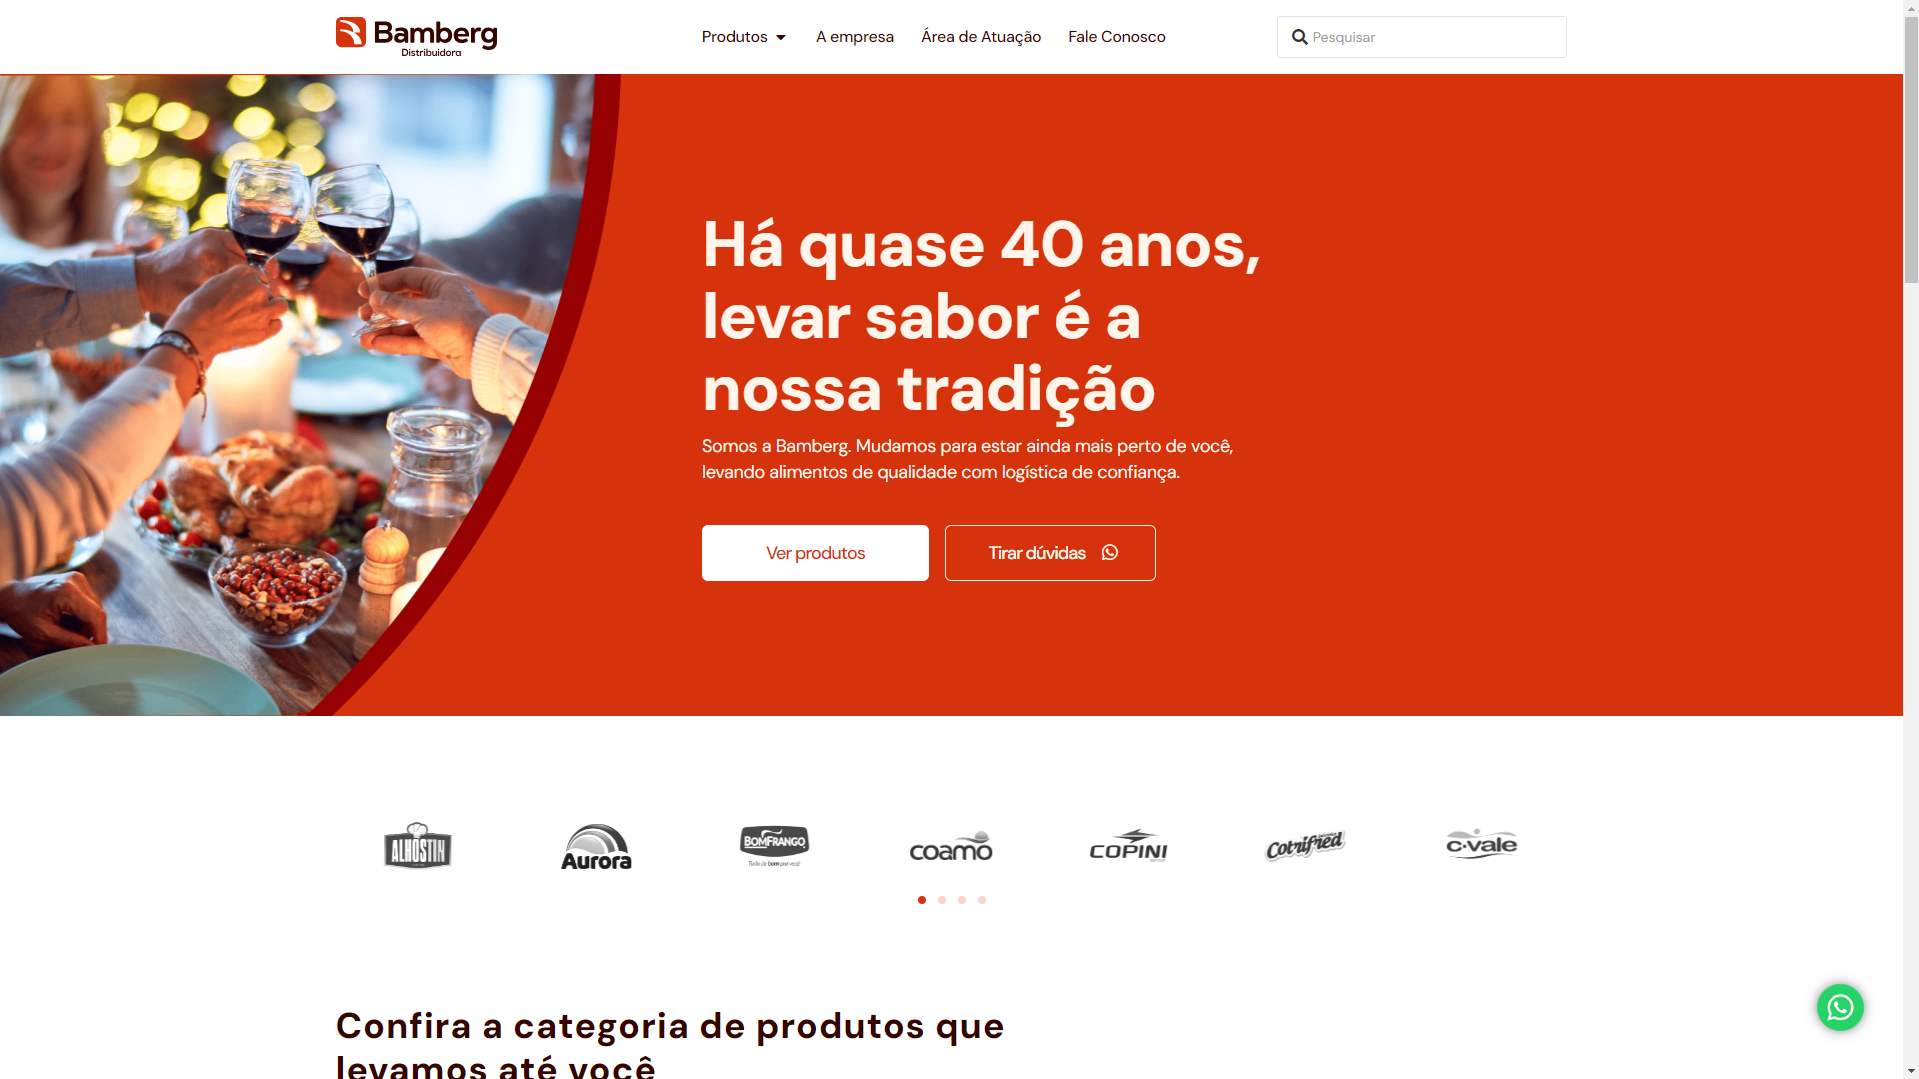 Bamberg
Distribuidora
Produtos
A empresa
Área de Atuação
Fale Conosco
Pesquisar
Há quase 40 anos,
levar sabor é a
nossa tradição
Somos a Bamberg. Mudamos para estar ainda mais perto de você,
levando alimentos de qualidade com logística de confiança.
Ver produtos
Tirar dúvidas
ALHOSTIN
Aurora
BOMFRANGO
Tudo de bom pra você
coamo
COPINI
Cotrifred
c·vale
Confira a categoria de produtos que
levamos até você